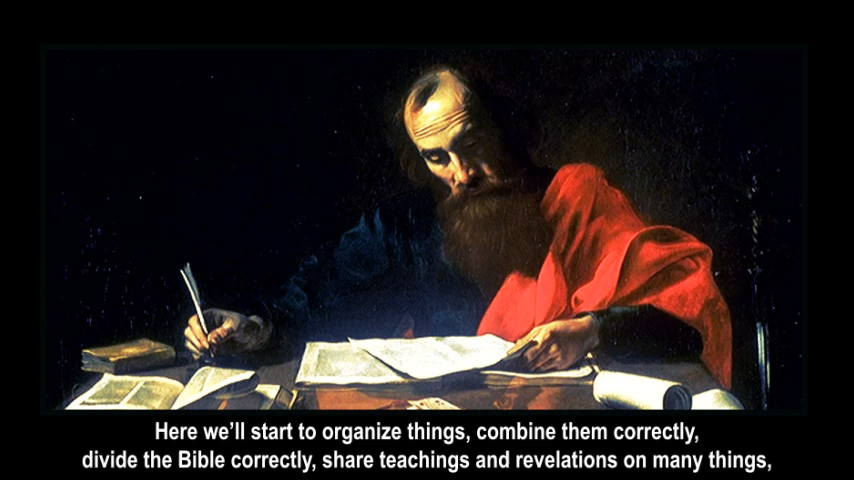 Here we’ll start to organize things, combine them correctly,
divide the Bible correctly, share teachings and revelations on many things,